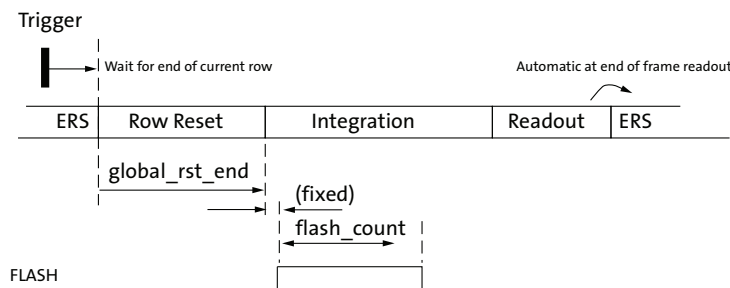 Trigger
Wait for end of current row
Automatic at end of frame readout
ERS Row Reset Integration Readout ERS
global_rst_end
(fixed)
flash_count
FLASH